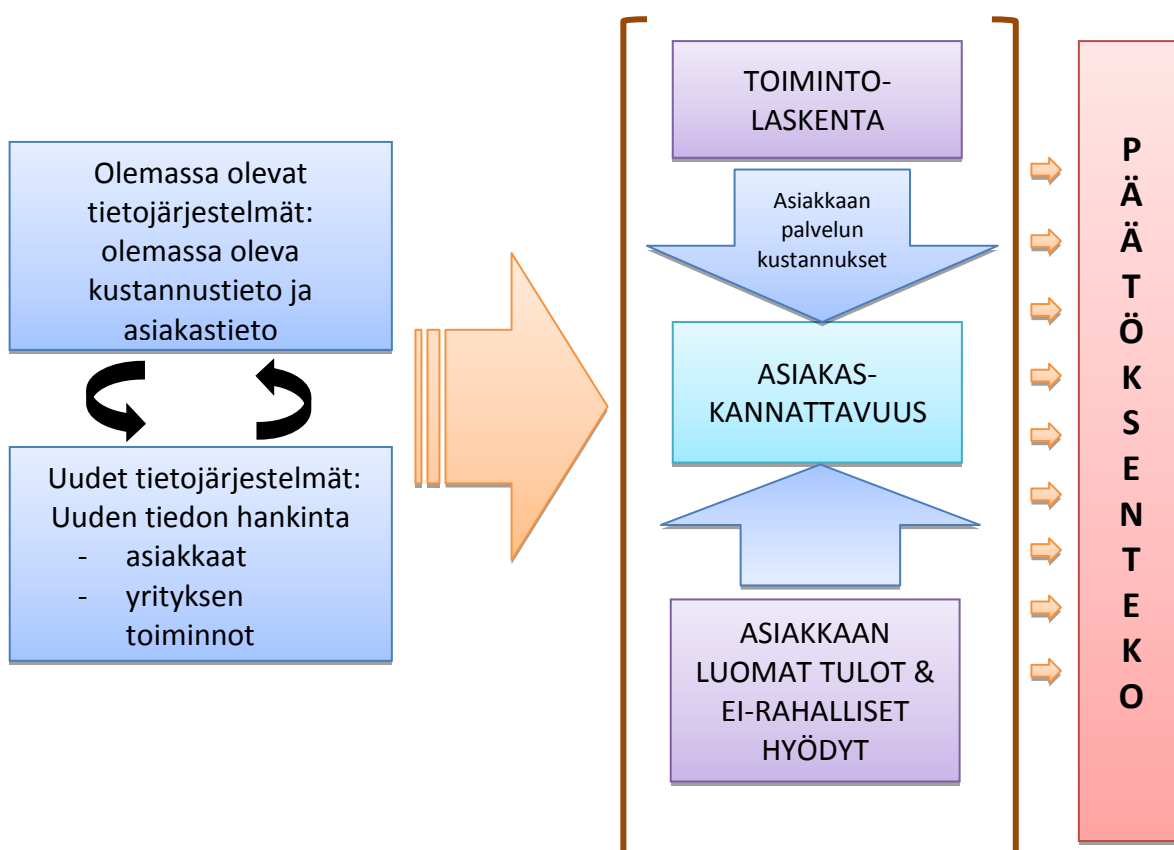 Olemassa olevat
tietojärjestelmät:
olemassa oleva
kustannustieto ja
asiakastieto
Uudet tietojärjestelmät:
Uuden tiedon hankinta
- asiakkaat
- yrityksen
toiminnot
TOIMINTO-
LASKENTA
Asiakkaan
palvelun
kustannukset
ASIAKAS-
KANNATTAVUUS
ASIAKKAAN
LUOMAT TULOT &
EI-RAHALLISET
HYÖDYT
P
Ä
Ä
T
Ö
K
S
E
N
T
E
K
O